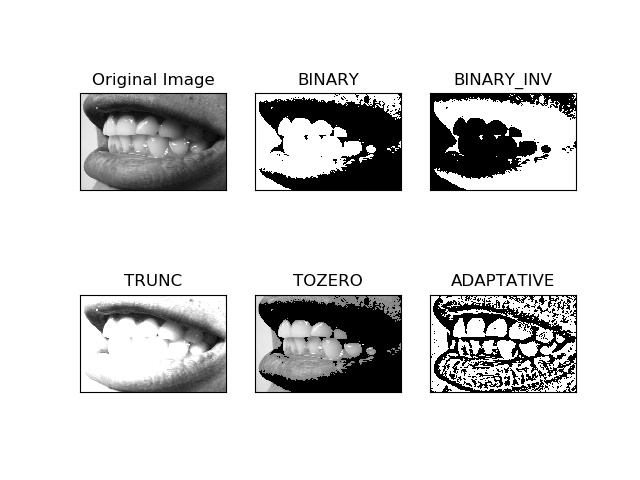 Original Image
BINARY
BINARY_INV
TRUNC
TOZERO
ADAPTATIVE